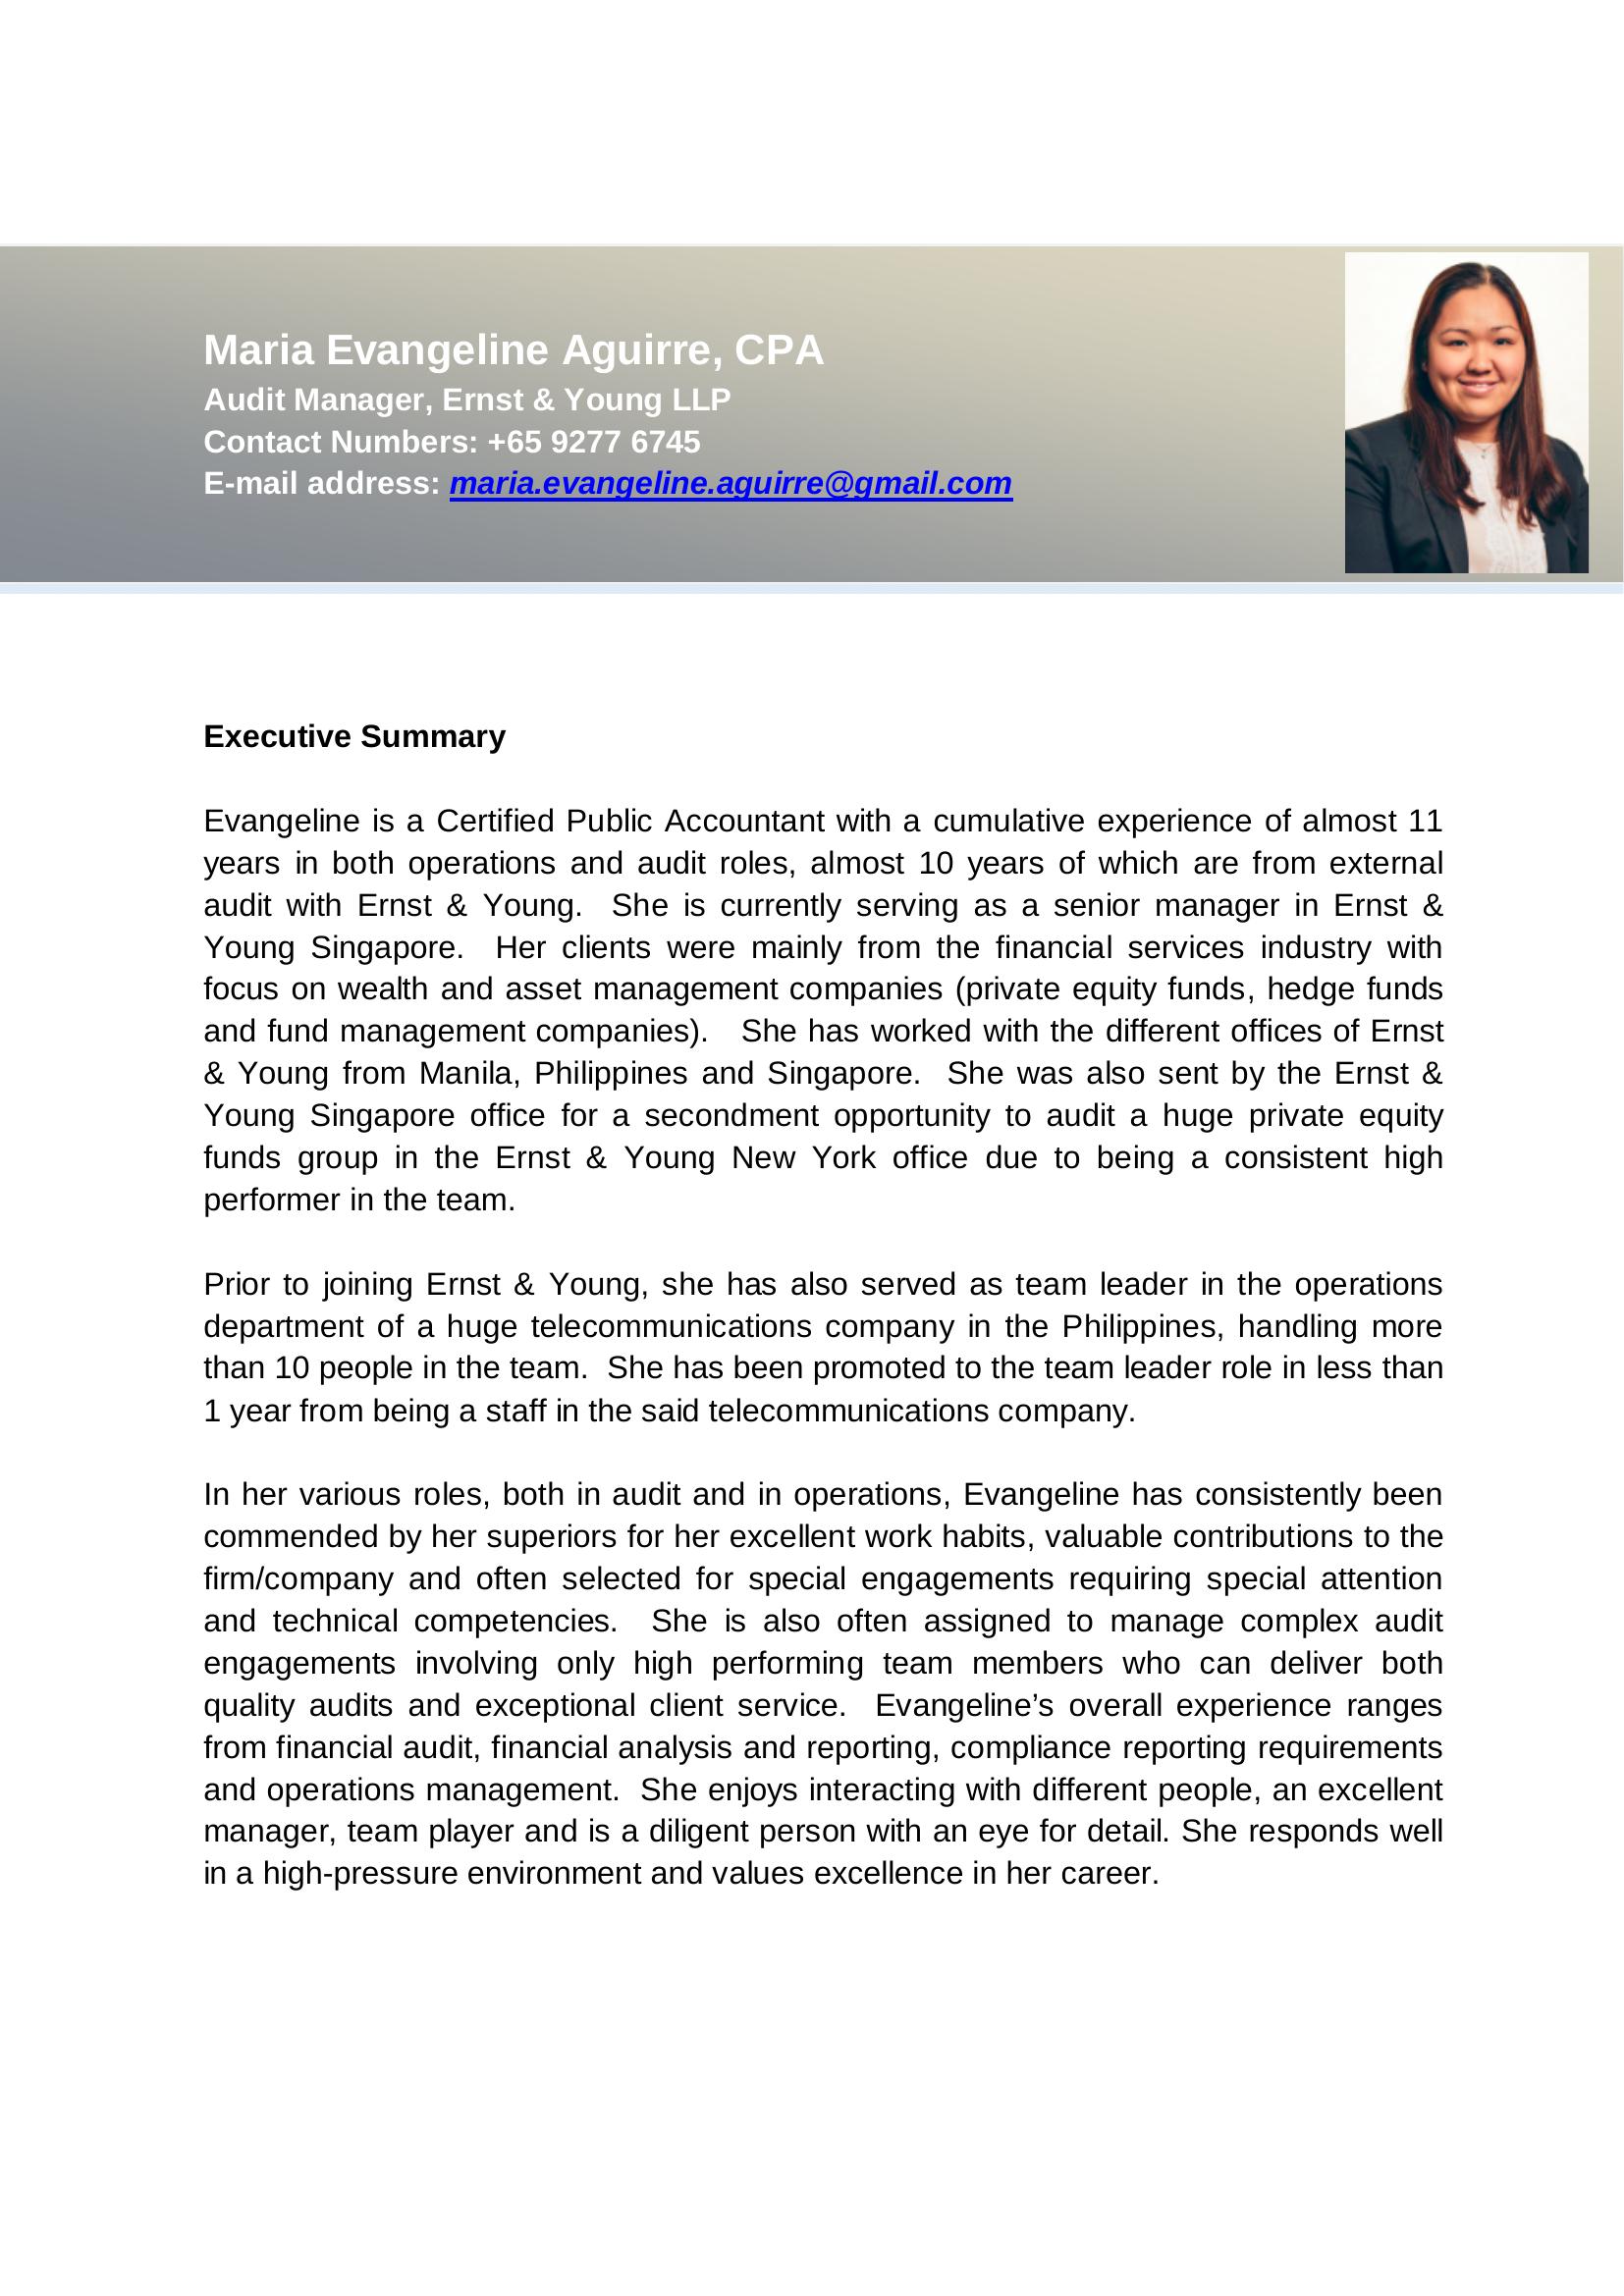 Maria Evangeline Aguirre, CPA
Audit Manager, Ernst & Young LLP
Contact Numbers: +65 9277 6745
E-mail address: maria.evangeline.aguirre@gmail.com
Executive Summary
Evangeline is a Certified Public Accountant with a cumulative experience of almost 11
years in both operations and audit roles, almost 10 years of which are from external
audit with Ernst & Young.  She is currently serving as a senior manager in Ernst &
Young Singapore.  Her clients were mainly from the financial services industry with
focus on wealth and asset management companies (private equity funds, hedge funds
and fund management companies).   She has worked with the different offices of Ernst
& Young from Manila, Philippines and Singapore.  She was also sent by the Ernst &
Young Singapore office for a secondment opportunity to audit a huge private equity
funds group in the Ernst & Young New York office due to being a consistent high
performer in the team.
Prior to joining Ernst & Young, she has also served as team leader in the operations
department of a huge telecommunications company in the Philippines, handling more
than 10 people in the team.  She has been promoted to the team leader role in less than
1 year from being a staff in the said telecommunications company.
In her various roles, both in audit and in operations, Evangeline has consistently been
commended by her superiors for her excellent work habits, valuable contributions to the
firm/company and often selected for special engagements requiring special attention
and technical competencies.  She is also often assigned to manage complex audit
engagements involving only high performing team members who can deliver both
quality audits and exceptional client service.  Evangeline’s overall experience ranges
from financial audit, financial analysis and reporting, compliance reporting requirements
and operations management.  She enjoys interacting with different people, an excellent
manager, team player and is a diligent person with an eye for detail. She responds well
in a high-pressure environment and values excellence in her career.